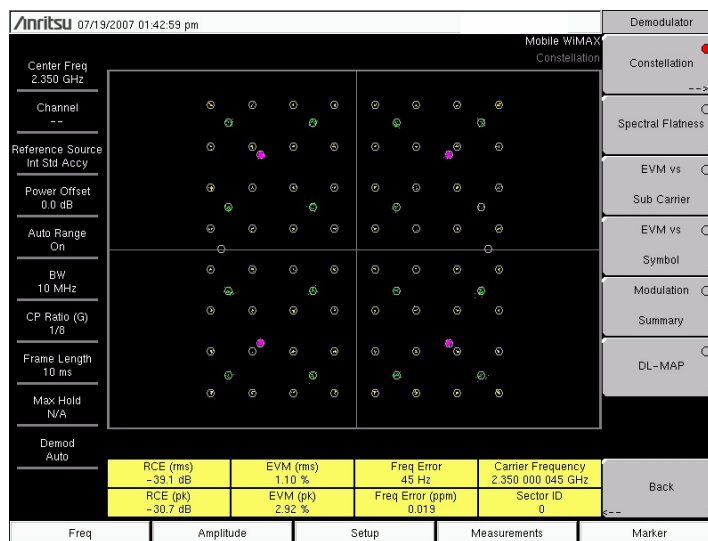 Anritsu 07/19/2007 01:42:59 pm
Demodulator
Mobile WiMAX
Constellation
Center Freq
2.350 GHz
Channel
--
Reference Source
Int Std Accy
Power Offset
0.0 dB
Auto Range
On
BW
10 MHz
CP Ratio (G)
1/8
Frame Length
10 ms
Max Hold
N/A
Demod
Auto
Constellation
-->
Spectral Flatness
EVM vs
Sub Carrier
EVM vs
Symbol
Modulation
Summary
DL-MAP
Back
<--
RCE (rms)
-39.1 dB
EVM (rms)
1.10 %
Freq Error
45 Hz
Carrier Frequency
2.350 000 045 GHz
RCE (pk)
-30.7 dB
EVM (pk)
2.92 %
Freq Error (ppm)
0.019
Sector ID
0
Freq
Amplitude
Setup
Measurements
Marker